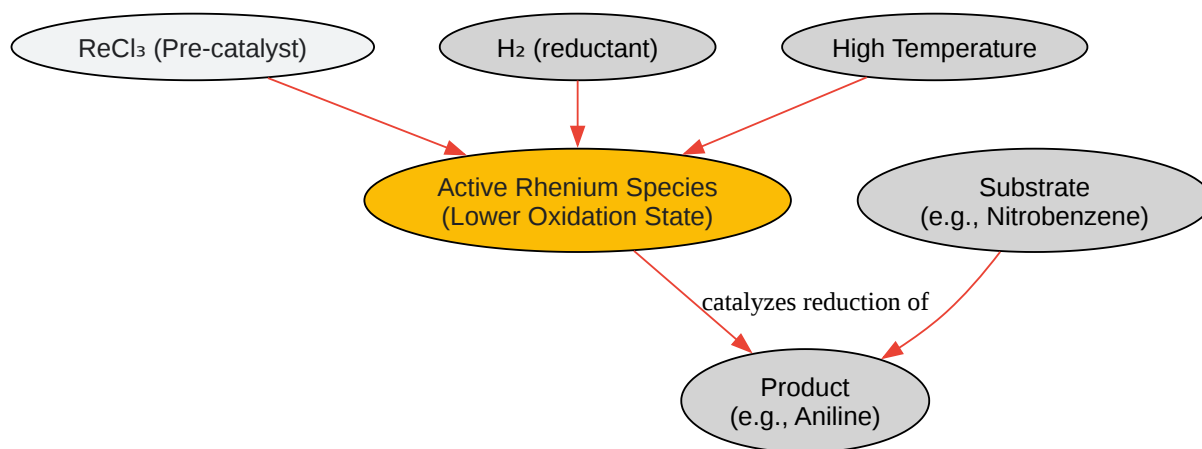 ReCl₃ (Pre-catalyst)
H₂ (reductant)
High Temperature
Active Rhenium Species
(Lower Oxidation State)
Substrate
(e.g., Nitrobenzene)
catalyzes reduction of
Product
(e.g., Aniline)